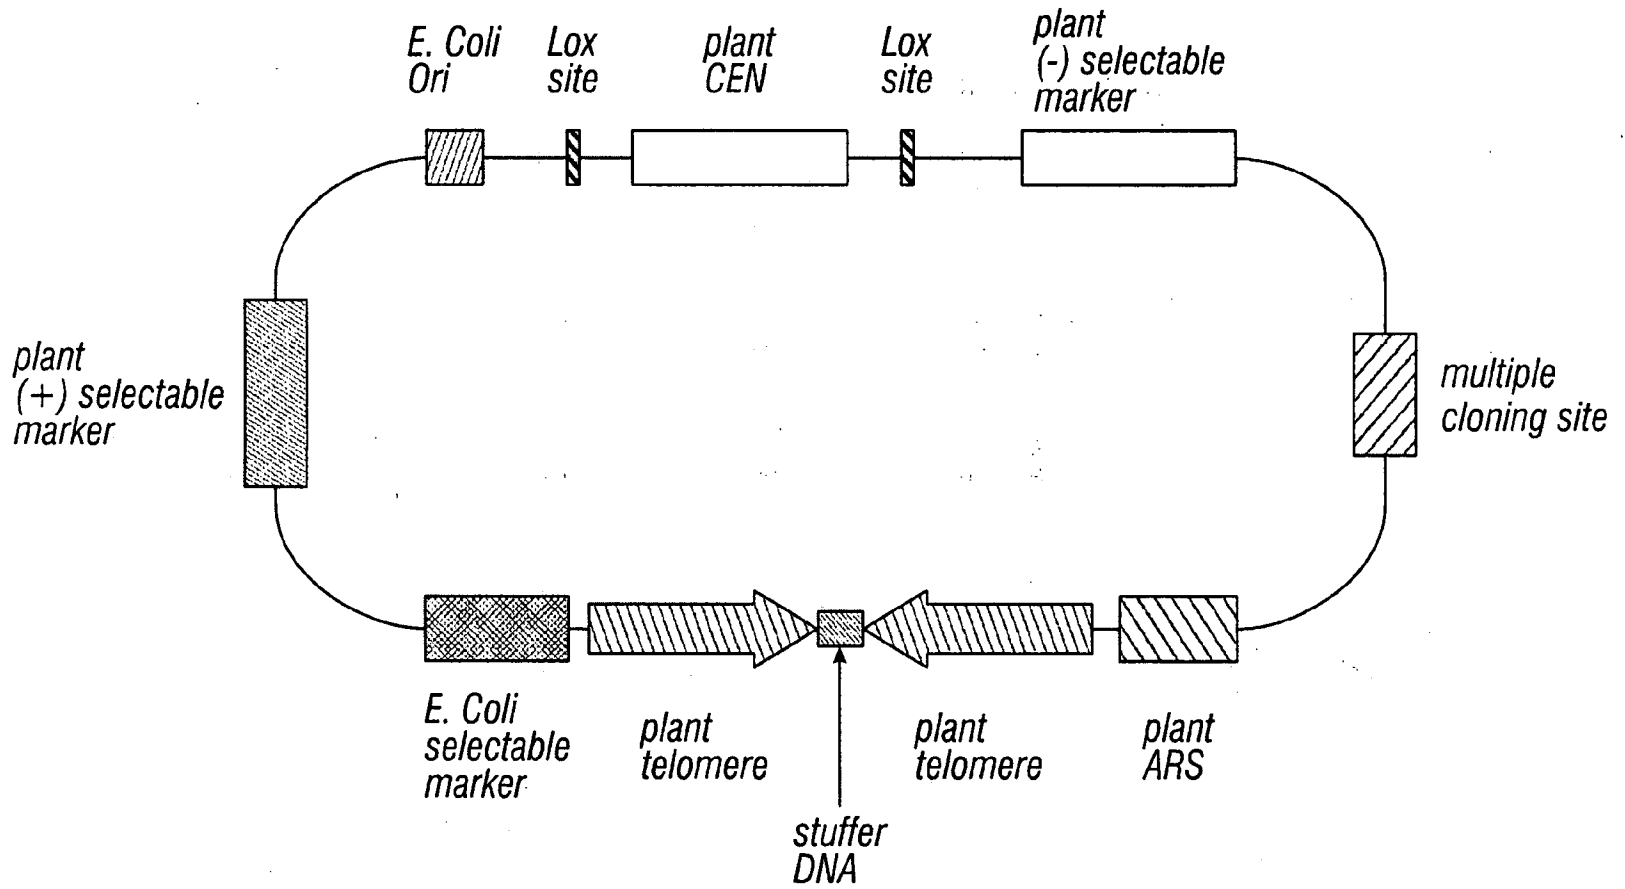 E. Coli
Ori
Lox
site
plant
CEN
Lox
site
plant
(-) selectable
marker
plant
(+) selectable
marker
multiple
cloning site
E. Coli
selectable
marker
plant
telomere
plant
telomere
plant
ARS
stuffer
DNA